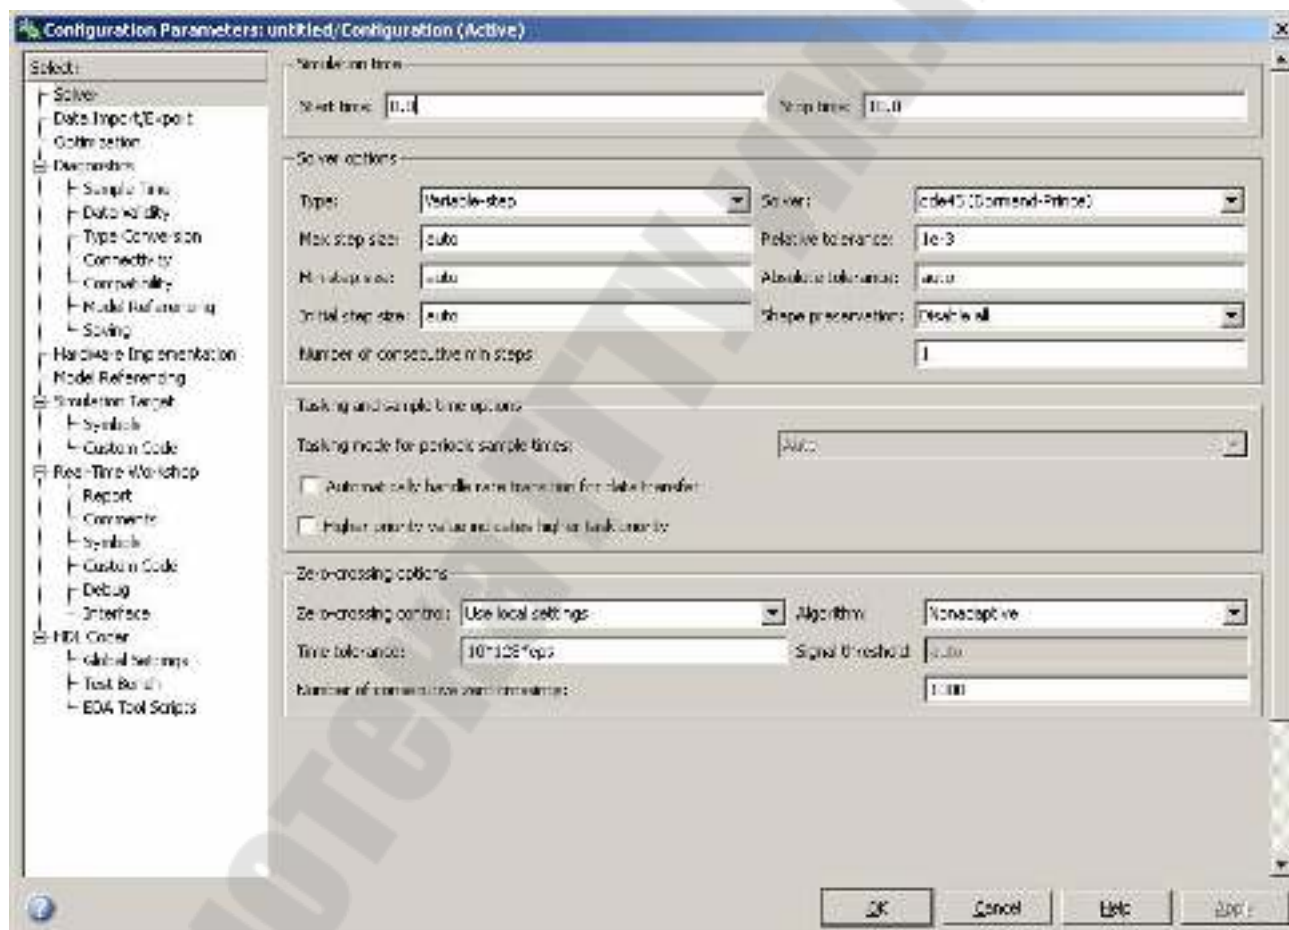 Configuration Parameters: untitled/Configuration (Active)
Select:
Solver
Data Import/Export
Optimization
Diagnostics
Sample Time
Data Validity
Type Conversion
Connectivity
Compatibility
Model Referencing
Saving
Hardware Implementation
Model Referencing
Simulation Target
Symbols
Custom Code
Real-Time Workshop
Report
Comments
Symbols
Custom Code
Debug
Interface
HDL Coder
Global Settings
Test Bench
EDA Tool Scripts
Simulation time
Start time: 0.0 Stop time: 10.0
Solver options
Type: Variable-step Solver: ode45 (Dormand-Prince)
Max step size: auto Relative tolerance: 1e-3
Min step size: auto Absolute tolerance: auto
Initial step size: auto Shape preservation: Disable all
Number of consecutive min steps: 1
Tasking and sample time options
Tasking mode for periodic sample times: Auto
Automatically handle rate transition for data transfer
Higher priority value indicates higher task priority
Zero-crossing options
Zero-crossing control: Use local settings Algorithm: Nonadaptive
Time tolerance: 10*128*eps Signal threshold: auto
Number of consecutive zero crossings: 1000
OK Cancel Help Apply